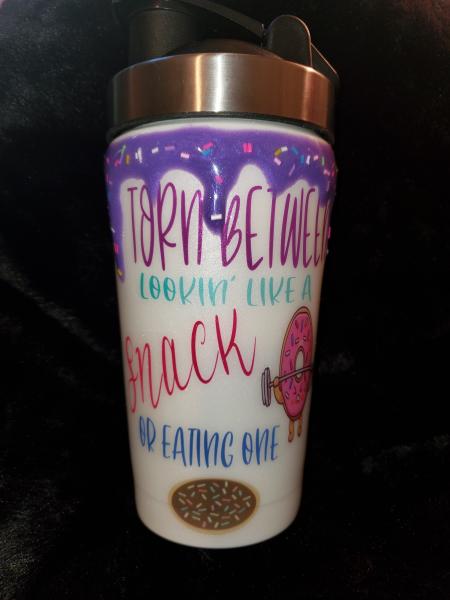 TORN BETWEEN
LOOKIN' LIKE A
Snack
OR EATING ONE